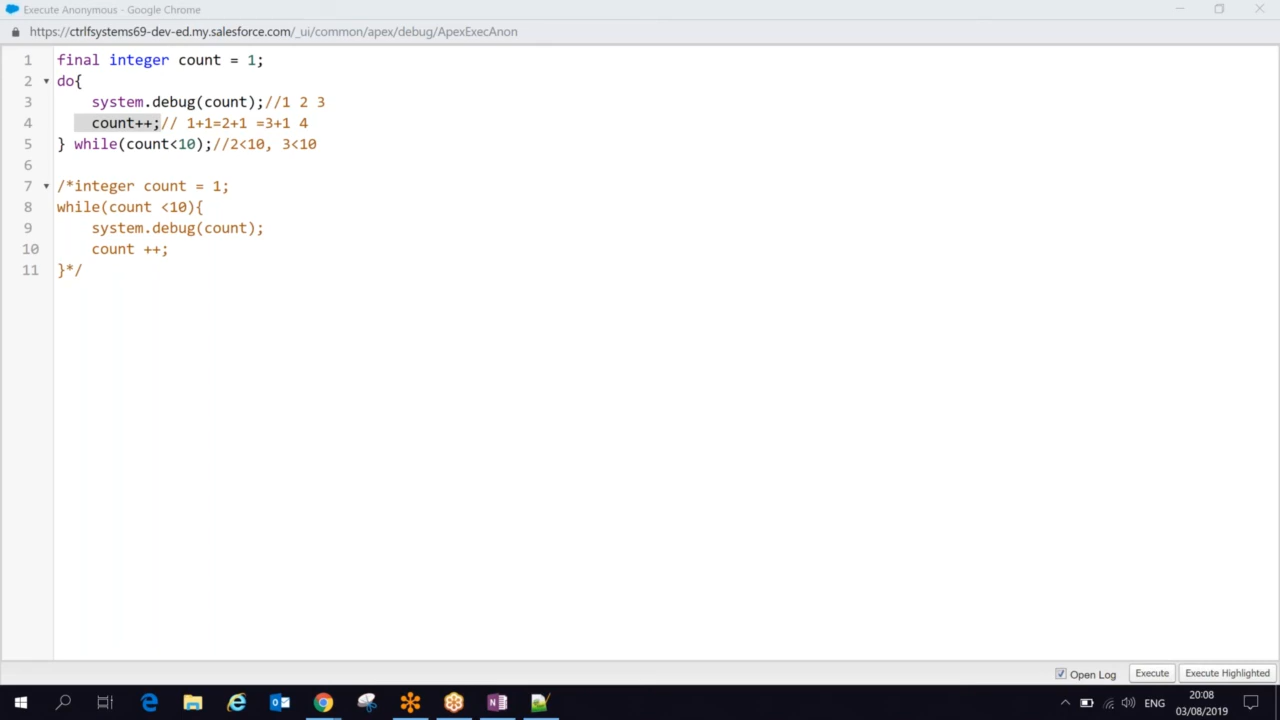 Execute Anonymous - Google Chrome
https://ctrlfsystems69-dev-ed.my.salesforce.com/_ui/common/apex/debug/ApexExecAnon
1 final integer count = 1;
2 do{
3 system.debug(count);//1 2 3
4 count++;// 1+1=2+1 =3+1 4
5 } while(count<10);//2<10, 3<10
6
7 /*integer count = 1;
8 while(count <10){
9 system.debug(count);
10 count ++;
11 }*/
Open Log Execute Execute Highlighted
ENG
20:08
03/08/2019